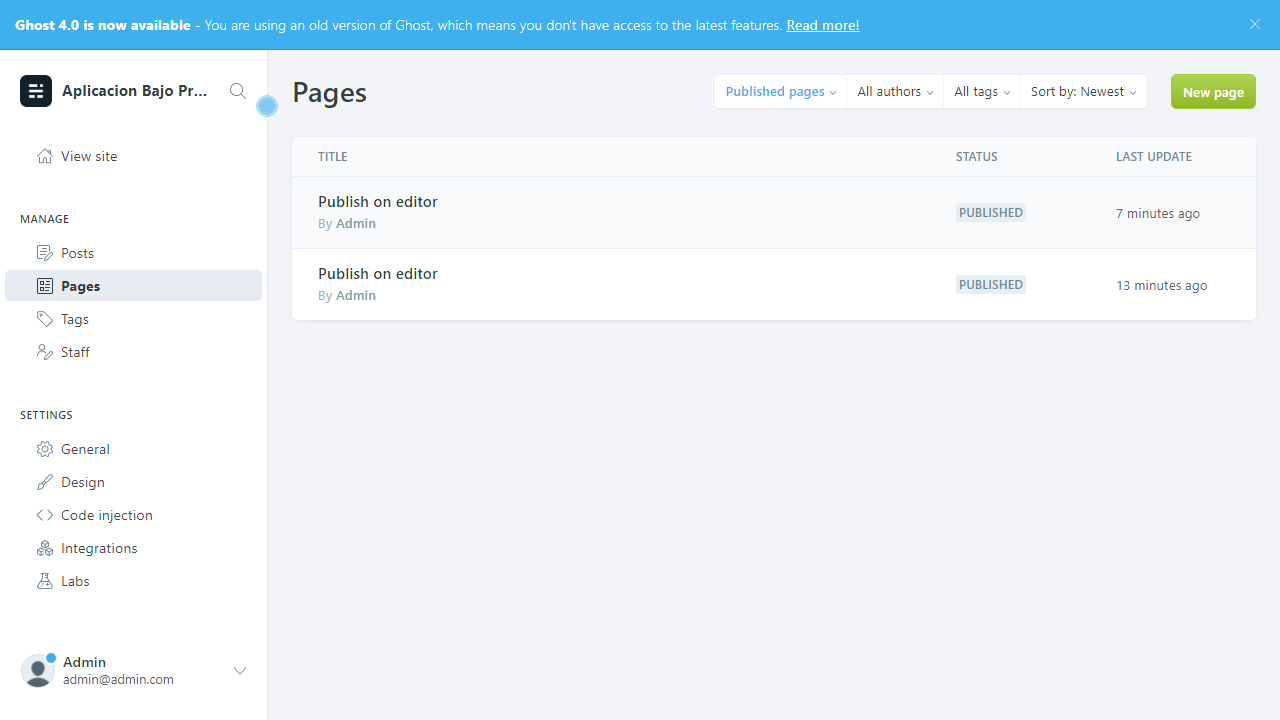 Ghost 4.0 is now available - You are using an old version of Ghost, which means you don't have access to the latest features. Read more!
Aplicacion Bajo Pr...
View site
MANAGE
Posts
Pages
Tags
Staff
SETTINGS
General
Design
Code injection
Integrations
Labs
Admin
admin@admin.com
Pages
Published pages
All authors
All tags
Sort by: Newest
New page
TITLE STATUS LAST UPDATE
Publish on editor
By Admin
PUBLISHED
7 minutes ago
Publish on editor
By Admin
PUBLISHED
13 minutes ago